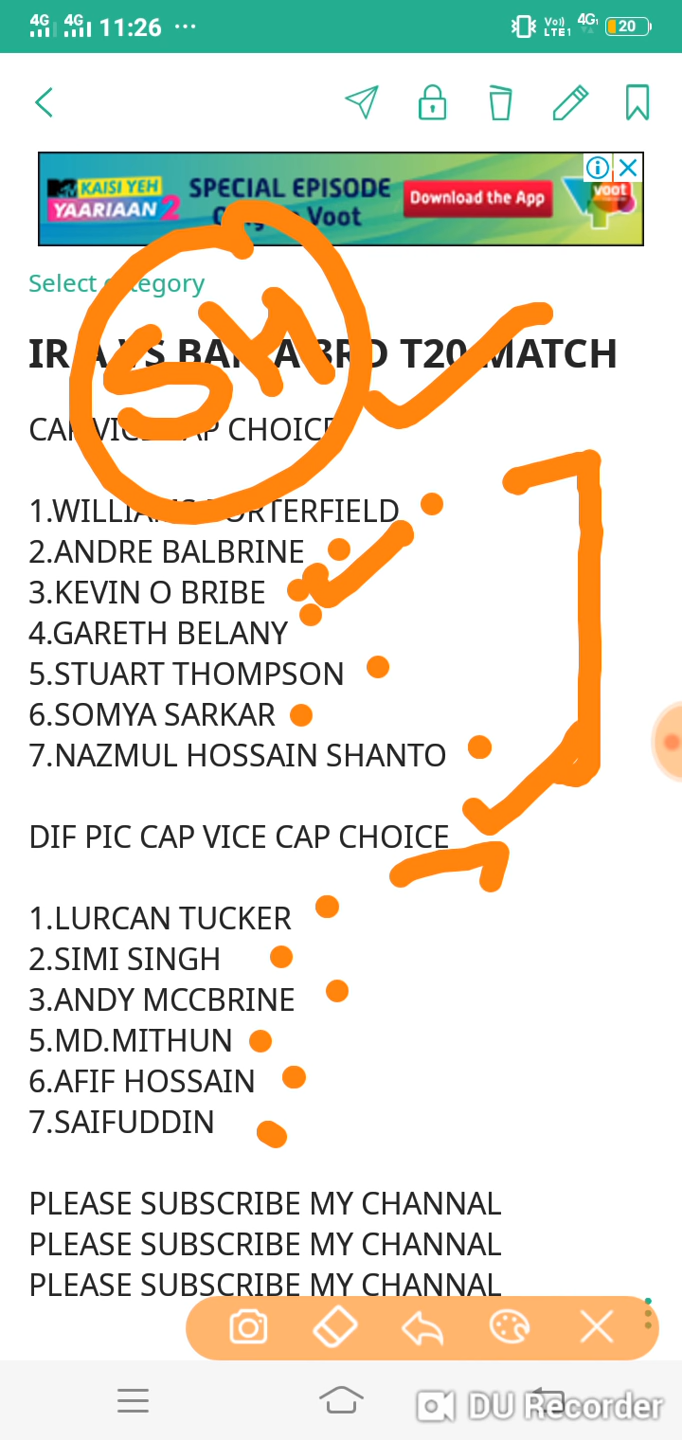 4G 4G 11:26 ... Vo) LTE1 4G 20
KAISI YEH YAARIAAN 2 SPECIAL EPISODE Voot Download the App voot
Select
T20 MATCH
CHOICE
1.
2.ANDRE BALBRINE
3.KEVIN O BRIBE
4.GARETH BELANY
5.STUART THOMPSON
6.SOMYA SARKAR
7.NAZMUL HOSSAIN SHANTO
DIF PIC CAP VICE CAP CHOICE
1.LURCAN TUCKER
2.SIMI SINGH
3.ANDY MCCBRINE
5.MD.MITHUN
6.AFIF HOSSAIN
7.SAIFUDDIN
PLEASE SUBSCRIBE MY CHANNAL
PLEASE SUBSCRIBE MY CHANNAL
PLEASE SUBSCRIBE MY CHANNAL
DU Recorder
SH